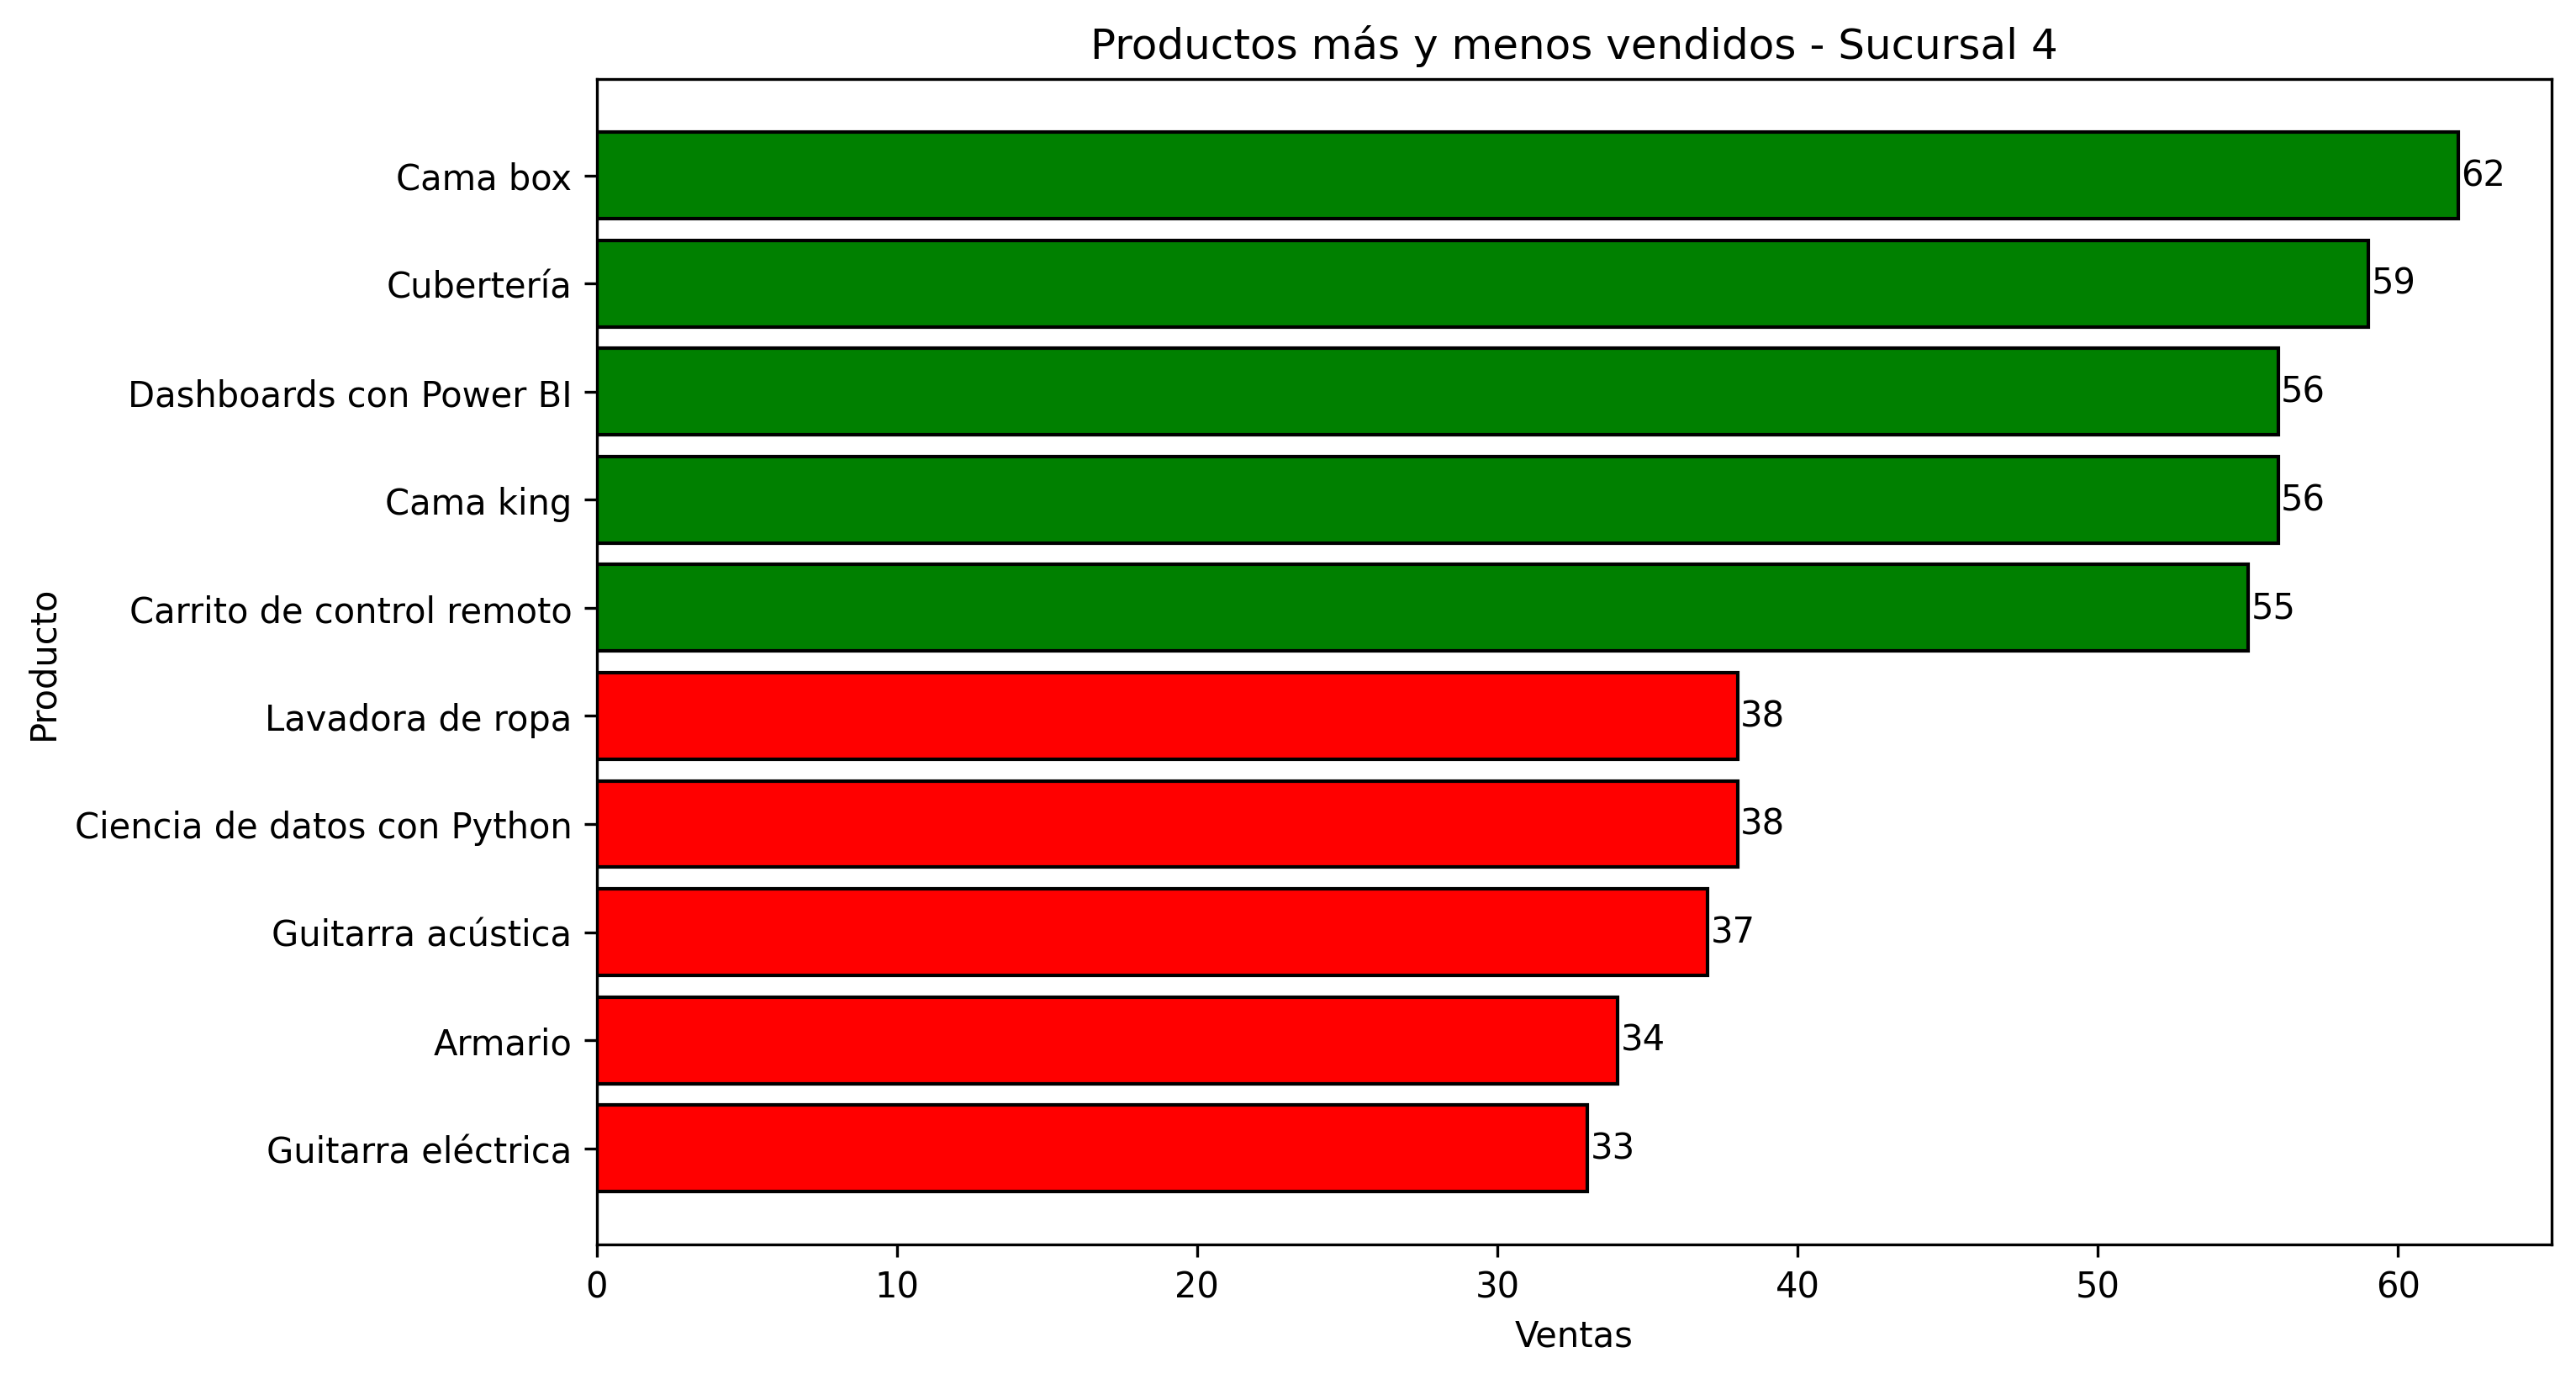 Productos más y menos vendidos - Sucursal 4
Producto
Cama box 62
Cubertería 59
Dashboards con Power BI 56
Cama king 56
Carrito de control remoto 55
Lavadora de ropa 38
Ciencia de datos con Python 38
Guitarra acústica 37
Armario 34
Guitarra eléctrica 33
0 10 20 30 40 50 60
Ventas